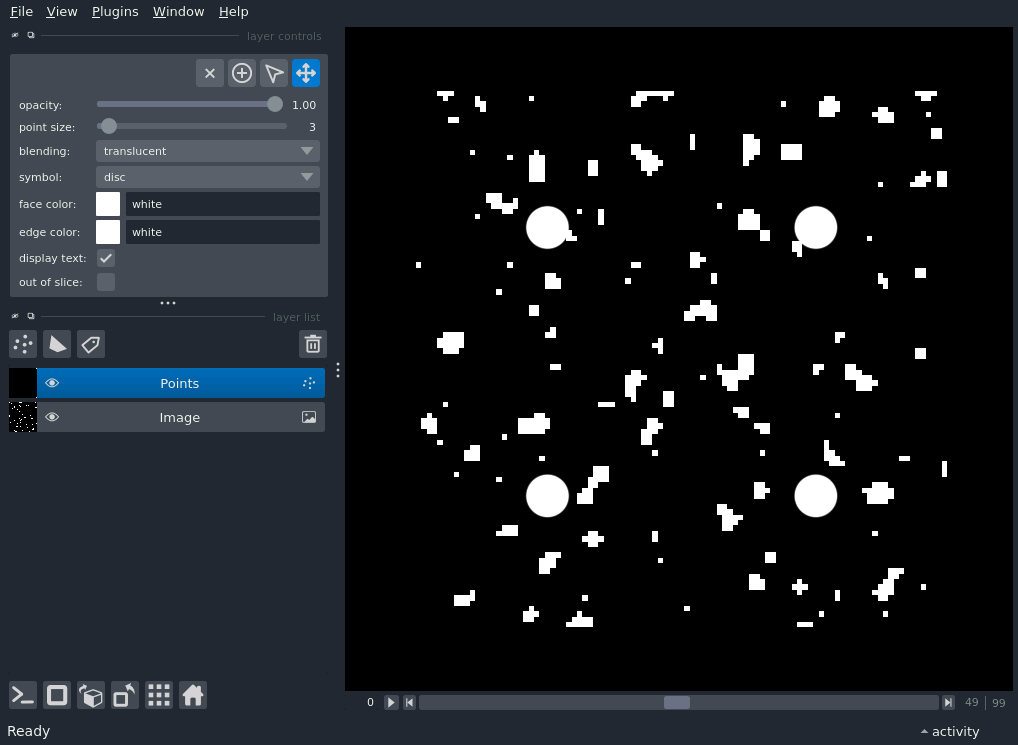 File View Plugins Window Help
layer controls
opacity: 1.00
point size: 3
blending: translucent
symbol: disc
face color: white
edge color: white
display text:
out of slice:
layer list
Points
Image
0 49 | 99
Ready activity